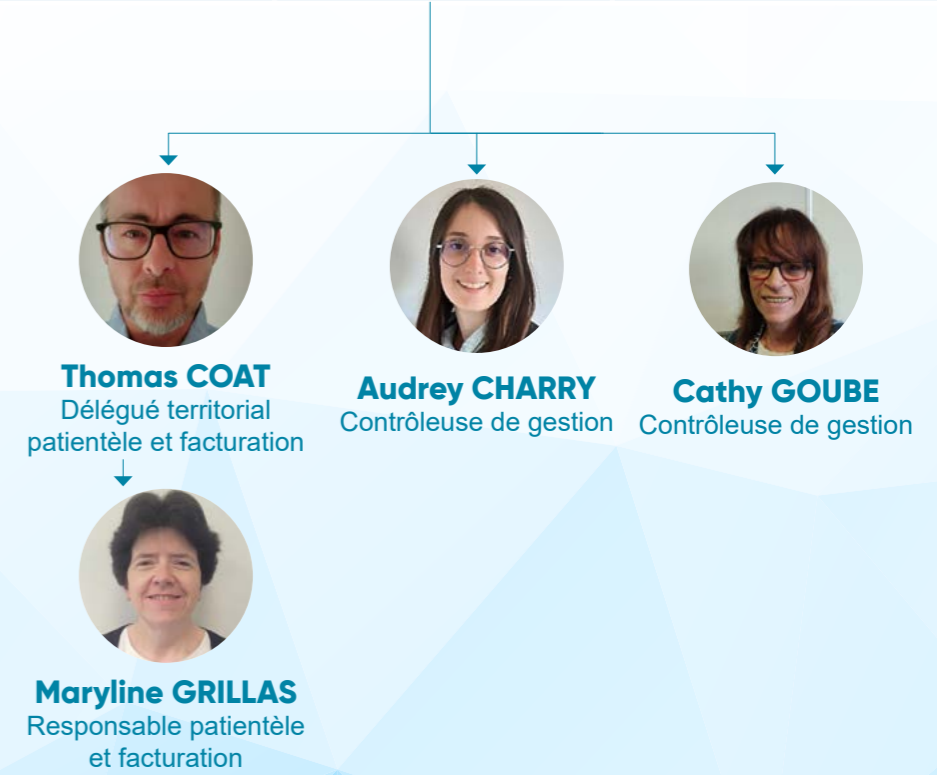 Thomas COAT
Délégué territorial
patientèle et facturation
Audrey CHARRY
Contrôleuse de gestion
Cathy GOUBE
Contrôleuse de gestion
Maryline GRILLAS
Responsable patientèle
et facturation